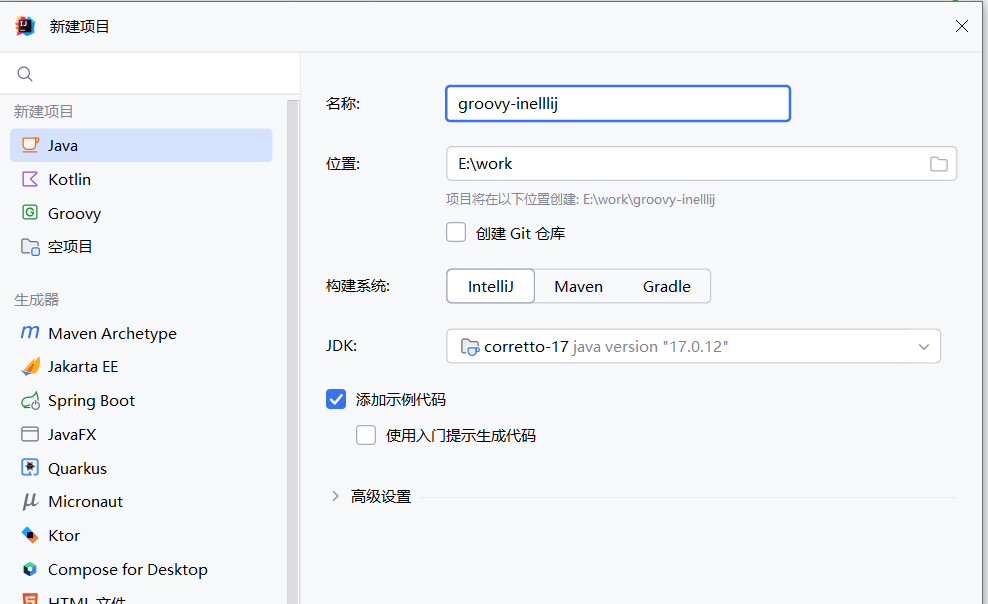 新建项目
新建项目
Java
Kotlin
Groovy
空项目
生成器
Maven Archetype
Jakarta EE
Spring Boot
JavaFX
Quarkus
Micronaut
Ktor
Compose for Desktop
HTML 文件
名称:
groovy-inelllij
位置:
E:\work
项目将在以下位置创建: E:\work\groovy-inelllij
创建 Git 仓库
构建系统:
IntelliJ Maven Gradle
JDK:
corretto-17 java version "17.0.12"
添加示例代码
使用入门提示生成代码
高级设置